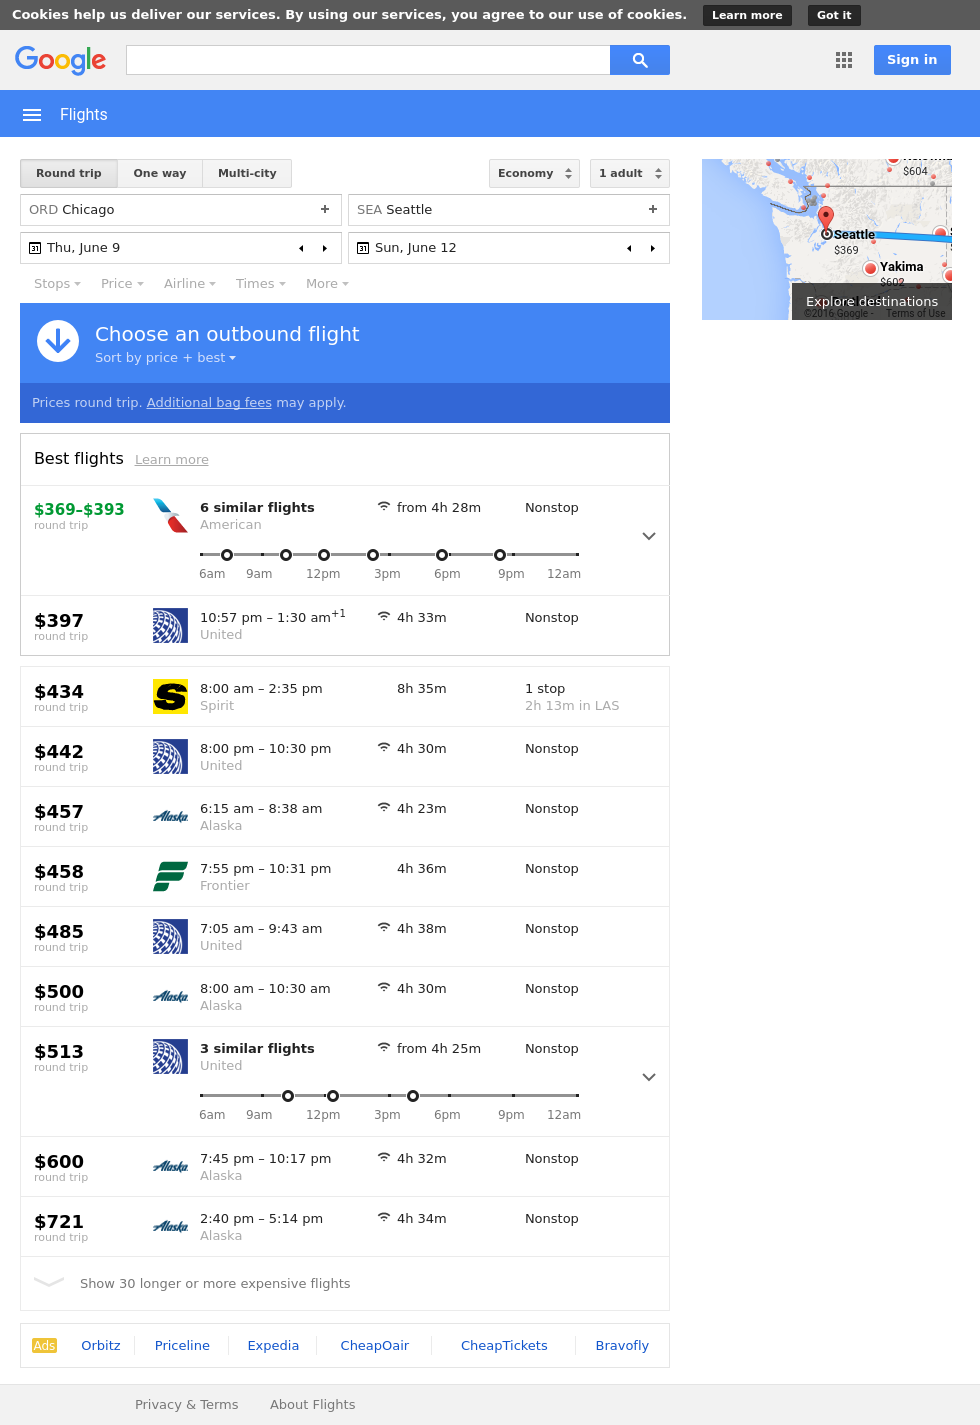 Cookies help us deliver our services. By using our services, you agree to our use of cookies. Learn more Got it
Google Sign in
Flights
Round trip One way Multi-city Economy 1 adult
ORD Chicago + SEA Seattle +
31 Thu, June 9 31 Sun, June 12
Stops Price Airline Times More
$604
Seattle
$369
Yakima
$602
Explore destinations
©2016 Google - Terms of Use
Choose an outbound flight
Sort by price + best
Prices round trip. Additional bag fees may apply.
Best flights Learn more
$369–$393 6 similar flights from 4h 28m Nonstop
round trip American
6am 9am 12pm 3pm 6pm 9pm 12am
$397 10:57 pm – 1:30 am+1 4h 33m Nonstop
round trip United
$434 8:00 am – 2:35 pm 8h 35m 1 stop
round trip Spirit 2h 13m in LAS
$442 8:00 pm – 10:30 pm 4h 30m Nonstop
round trip United
$457 Alaska 6:15 am – 8:38 am 4h 23m Nonstop
round trip Alaska
$458 7:55 pm – 10:31 pm 4h 36m Nonstop
round trip Frontier
$485 7:05 am – 9:43 am 4h 38m Nonstop
round trip United
$500 Alaska 8:00 am – 10:30 am 4h 30m Nonstop
round trip Alaska
$513 3 similar flights from 4h 25m Nonstop
round trip United
6am 9am 12pm 3pm 6pm 9pm 12am
$600 Alaska 7:45 pm – 10:17 pm 4h 32m Nonstop
round trip Alaska
$721 Alaska 2:40 pm – 5:14 pm 4h 34m Nonstop
round trip Alaska
Show 30 longer or more expensive flights
Ads Orbitz Priceline Expedia CheapOair CheapTickets Bravofly
Privacy & Terms About Flights